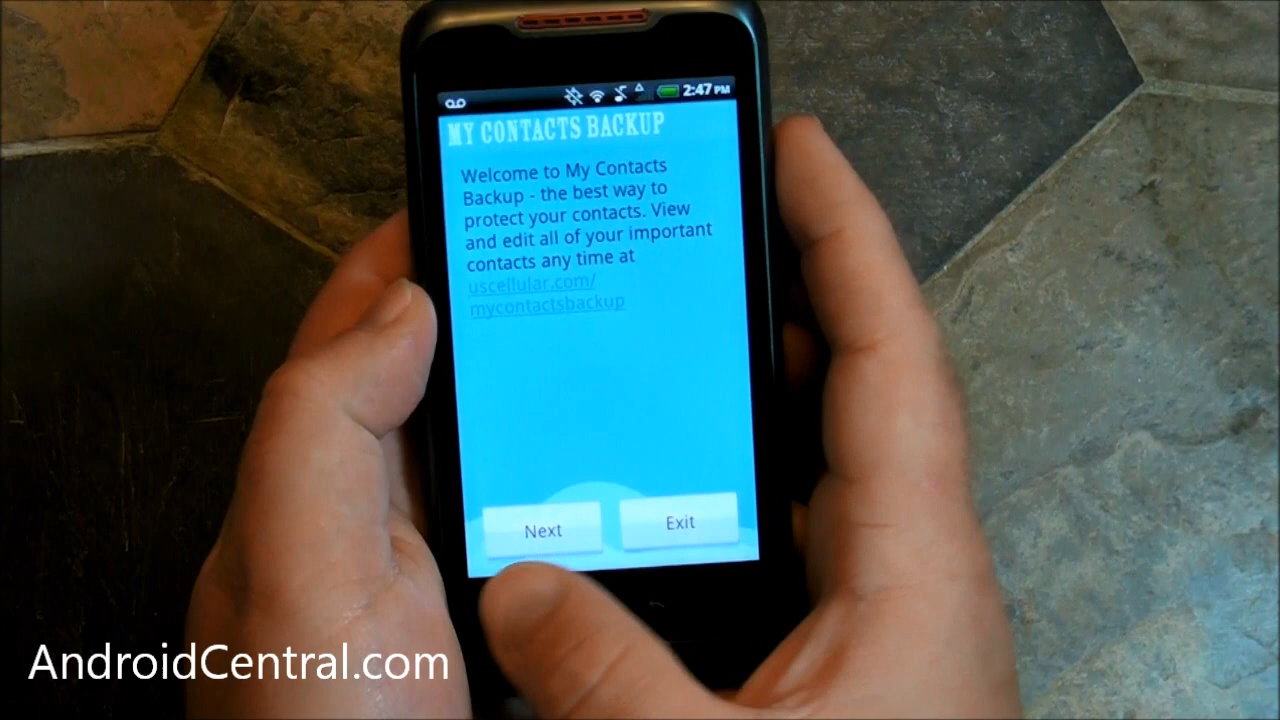 2:47 PM
MY CONTACTS BACKUP
Welcome to My Contacts
Backup - the best way to
protect your contacts. View
and edit all of your important
contacts any time at
uscellular.com/
mycontactsbackup
Next
Exit
AndroidCentral.com